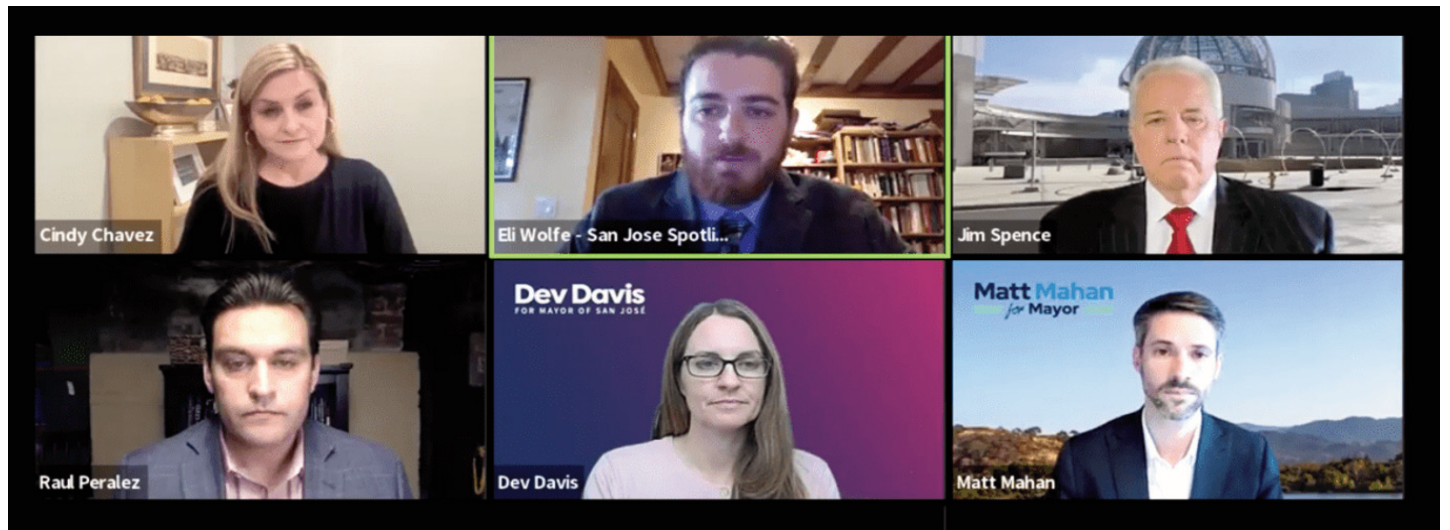 Cindy Chavez
Eli Wolfe - San Jose Spotli...
Jim Spence
Dev Davis
FOR MAYOR OF SAN JOSÉ
Matt Mahan
for Mayor
Raul Peralez
Dev Davis
Matt Mahan